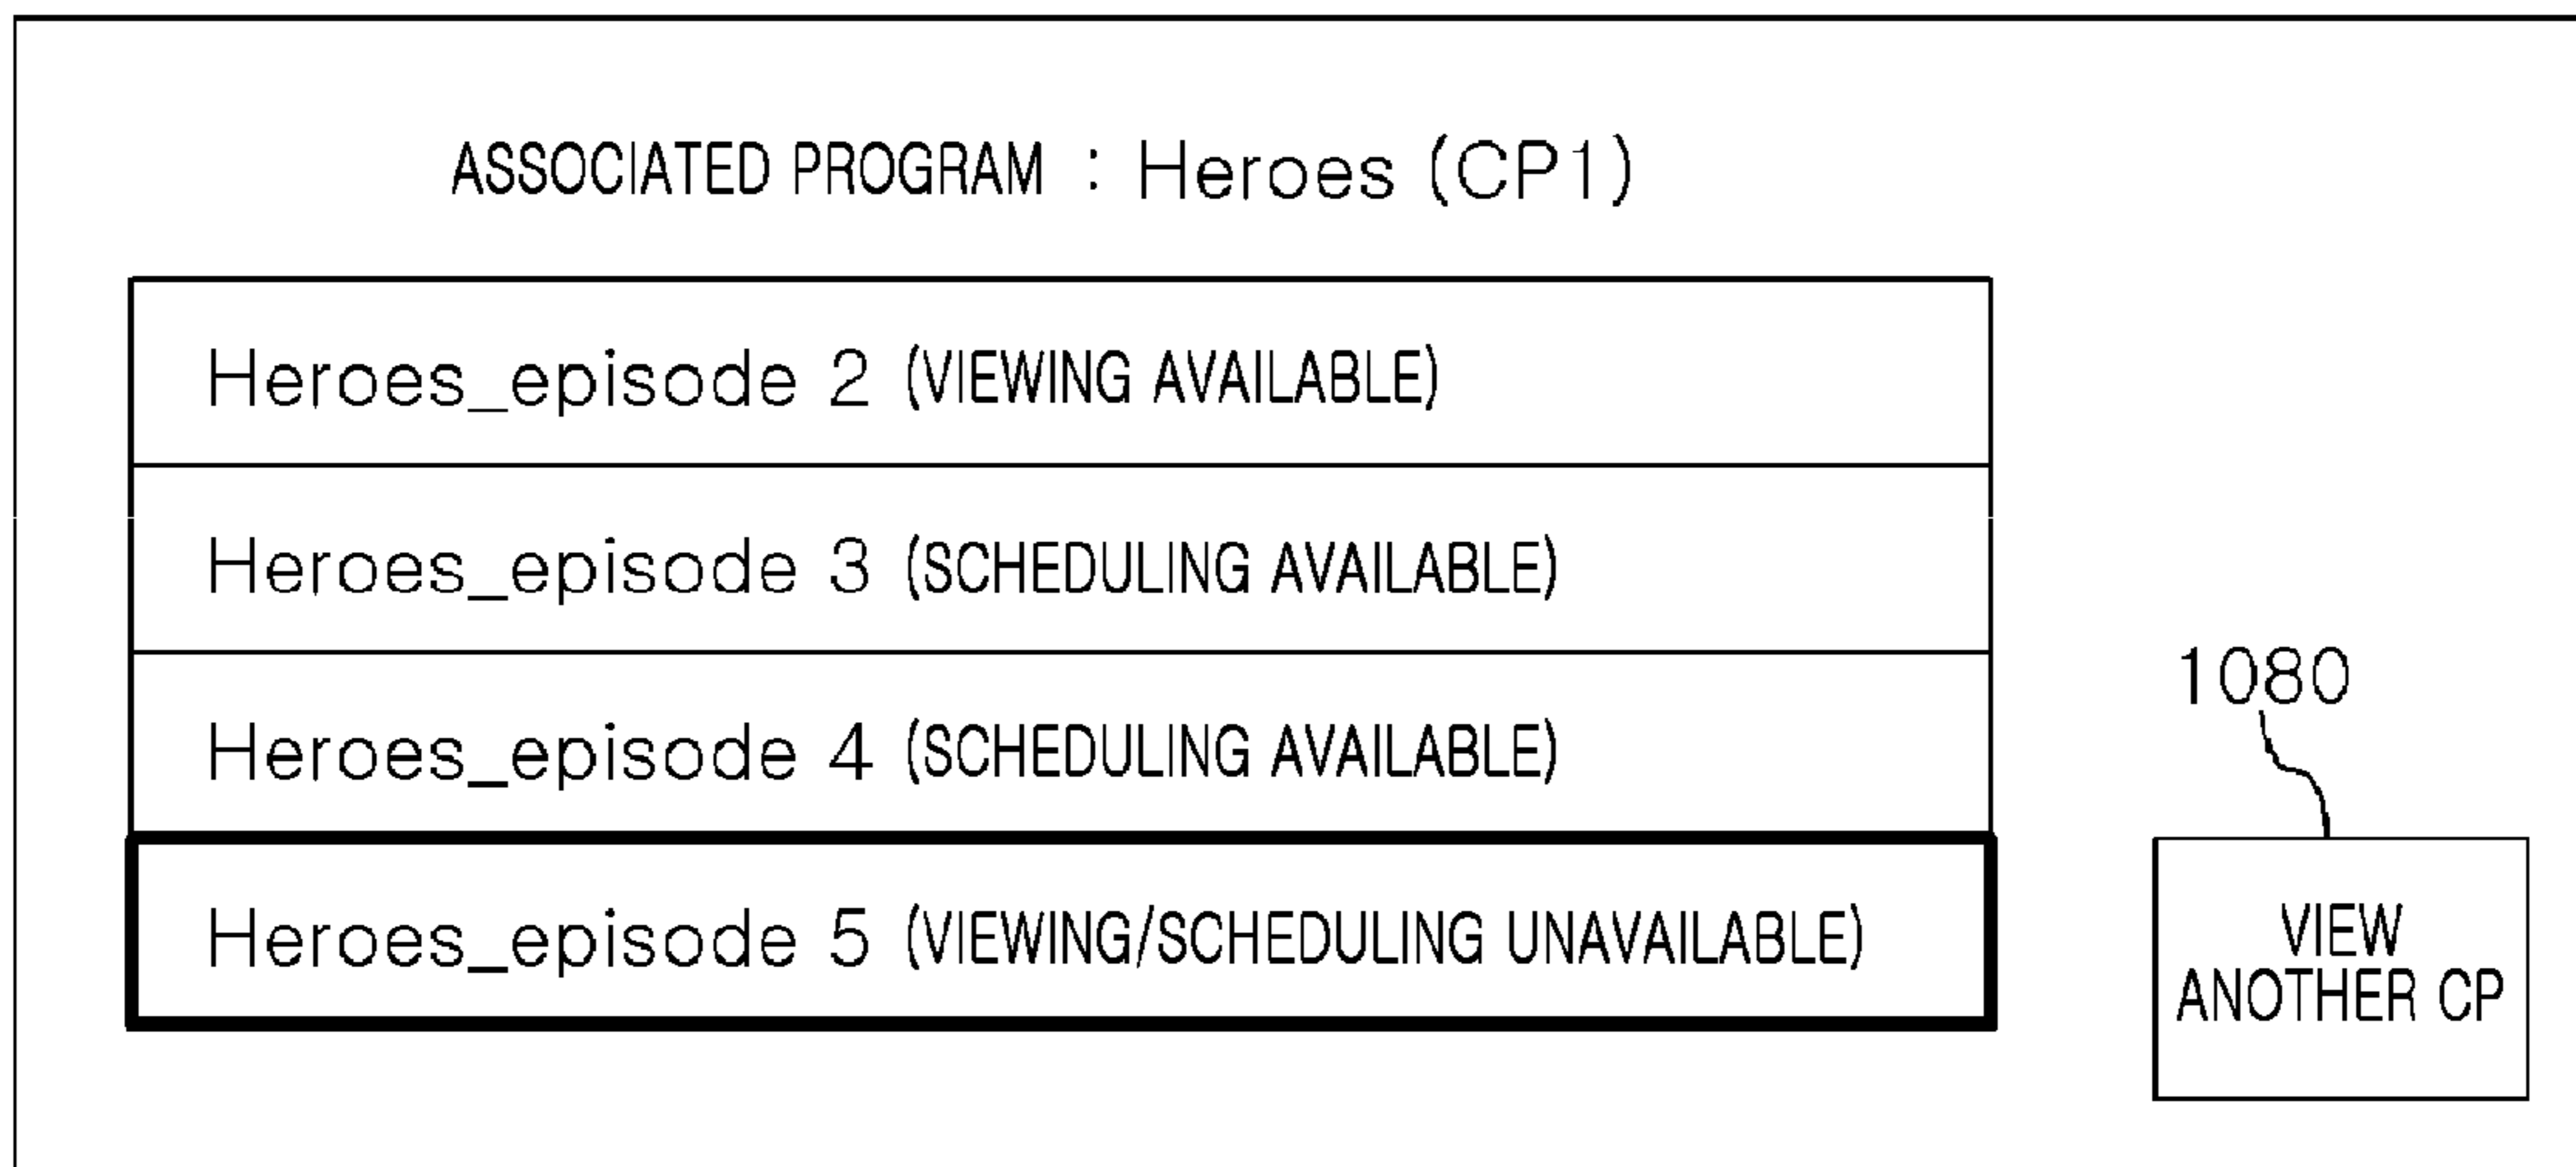 ASSOCIATED PROGRAM : Heroes (CP1)
Heroes_episode 2 (VIEWING AVAILABLE)
Heroes_episode 3 (SCHEDULING AVAILABLE)
Heroes_episode 4 (SCHEDULING AVAILABLE)
Heroes_episode 5 (VIEWING/SCHEDULING UNAVAILABLE)
1080
VIEW
ANOTHER CP